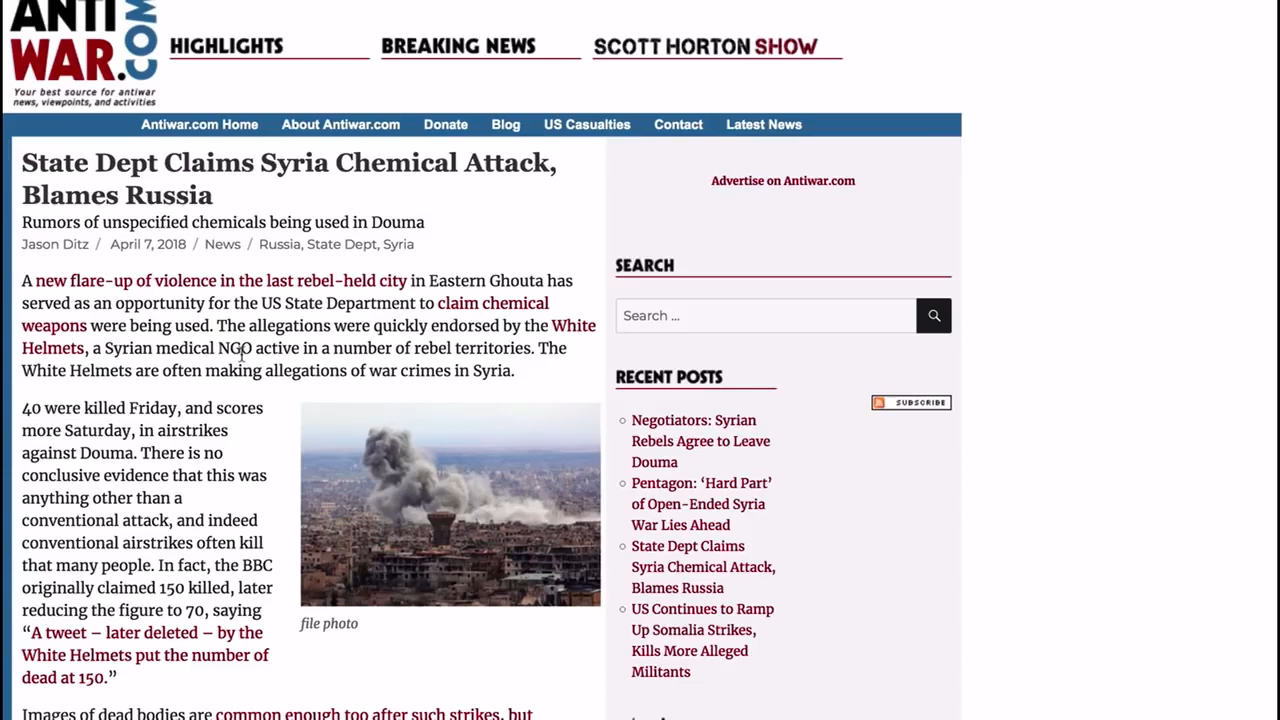 ANTI
WAR.COM
Your best source for antiwar
news, viewpoints, and activities
HIGHLIGHTS
BREAKING NEWS
SCOTT HORTON SHOW
Antiwar.com Home
About Antiwar.com
Donate
Blog
US Casualties
Contact
Latest News
State Dept Claims Syria Chemical Attack,
Blames Russia
Rumors of unspecified chemicals being used in Douma
Jason Ditz / April 7, 2018 / News / Russia, State Dept, Syria
A new flare-up of violence in the last rebel-held city in Eastern Ghouta has
served as an opportunity for the US State Department to claim chemical
weapons were being used. The allegations were quickly endorsed by the White
Helmets, a Syrian medical NGO active in a number of rebel territories. The
White Helmets are often making allegations of war crimes in Syria.
40 were killed Friday, and scores
more Saturday, in airstrikes
against Douma. There is no
conclusive evidence that this was
anything other than a
conventional attack, and indeed
conventional airstrikes often kill
that many people. In fact, the BBC
originally claimed 150 killed, later
reducing the figure to 70, saying
“A tweet – later deleted – by the
White Helmets put the number of
dead at 150.”
file photo
Images of dead bodies are common enough too after such strikes, but
Advertise on Antiwar.com
SEARCH
Search ...
RECENT POSTS
SUBSCRIBE
Negotiators: Syrian
Rebels Agree to Leave
Douma
Pentagon: ‘Hard Part’
of Open-Ended Syria
War Lies Ahead
State Dept Claims
Syria Chemical Attack,
Blames Russia
US Continues to Ramp
Up Somalia Strikes,
Kills More Alleged
Militants